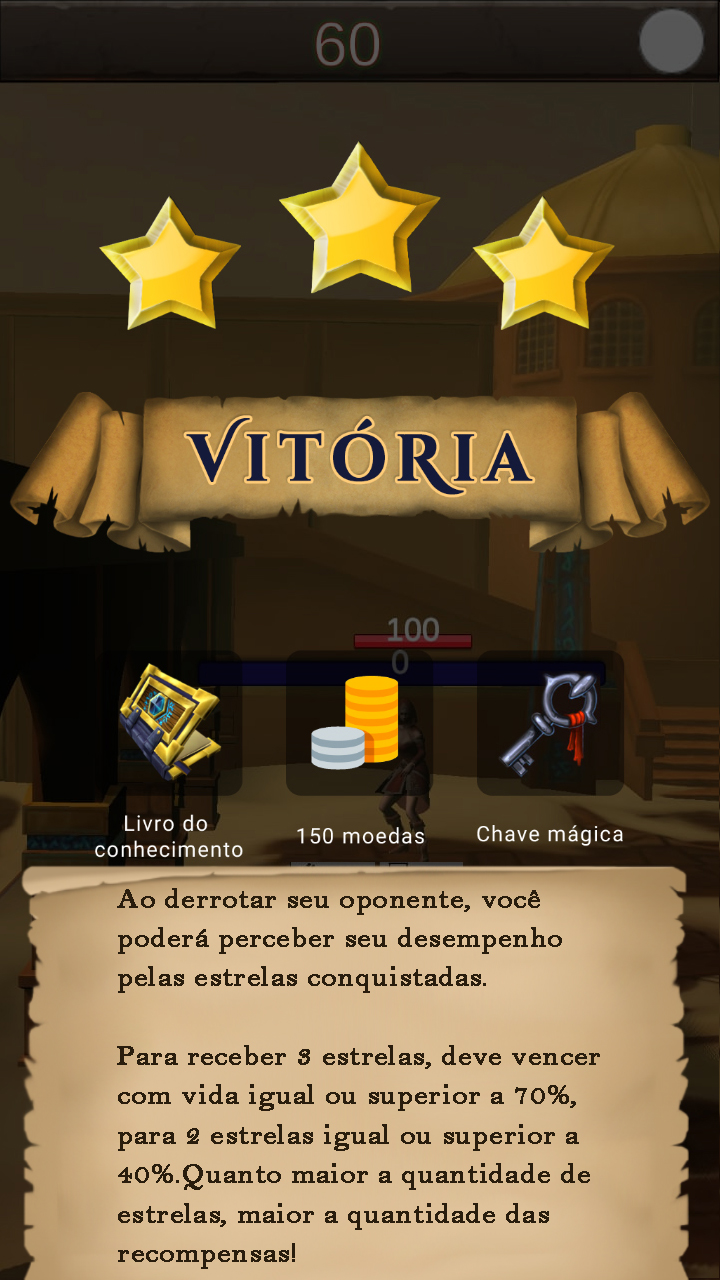 60
VITÓRIA
100
0
Livro do
conhecimento
150 moedas
Chave mágica
Ao derrotar seu oponente, você
poderá perceber seu desempenho
pelas estrelas conquistadas.
Para receber 3 estrelas, deve vencer
com vida igual ou superior a 70%,
para 2 estrelas igual ou superior a
40%.Quanto maior a quantidade de
estrelas, maior a quantidade das
recompensas!